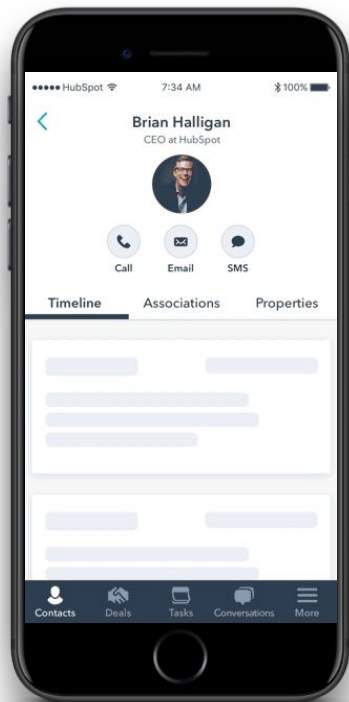 HubSpot 7:34 AM 100%
Brian Halligan
CEO at HubSpot
Call Email SMS
Timeline Associations Properties
Contacts Deals Tasks Conversations More